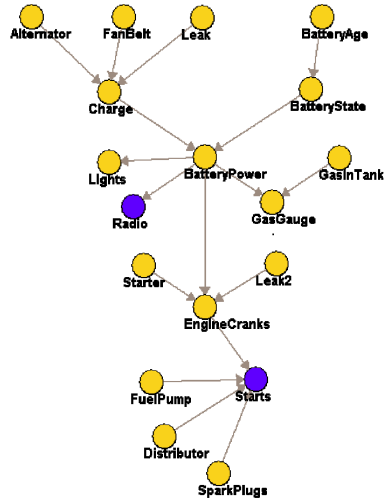 Alternator
FanBelt
Leak
BatteryAge
Charge
BatteryState
Lights
BatteryPower
GasInTank
Radio
GasGauge
Starter
Leak2
EngineCranks
FuelPump
Starts
Distributor
SparkPlugs